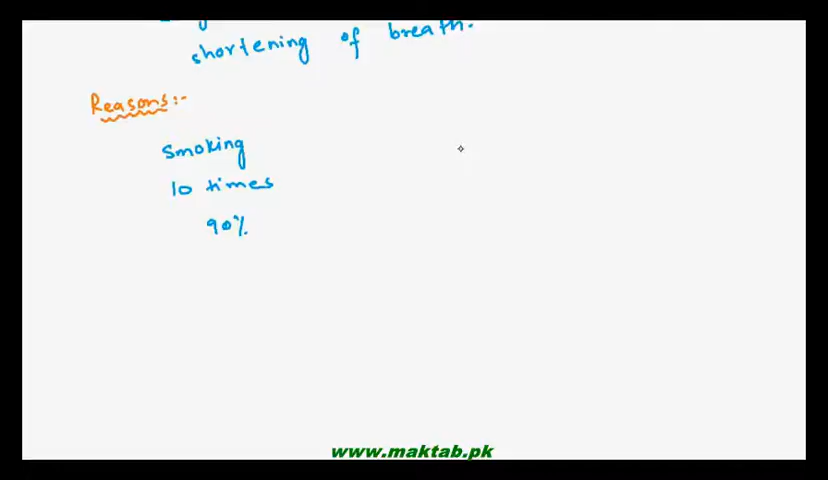 shortening of breath.
Reasons:-
Smoking
10 times
90%
www.maktab.pk